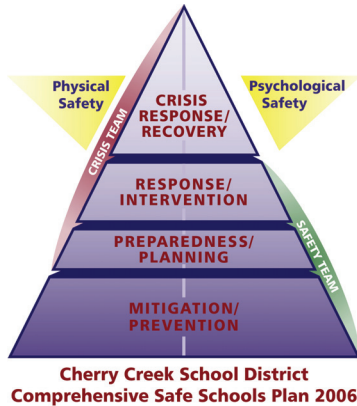 Physical
Safety
Psychological
Safety
CRISIS
RESPONSE/
RECOVERY
CRISIS TEAM
RESPONSE/
INTERVENTION
SAFETY TEAM
PREPAREDNESS/
PLANNING
MITIGATION/
PREVENTION
Cherry Creek School District
Comprehensive Safe Schools Plan 2006